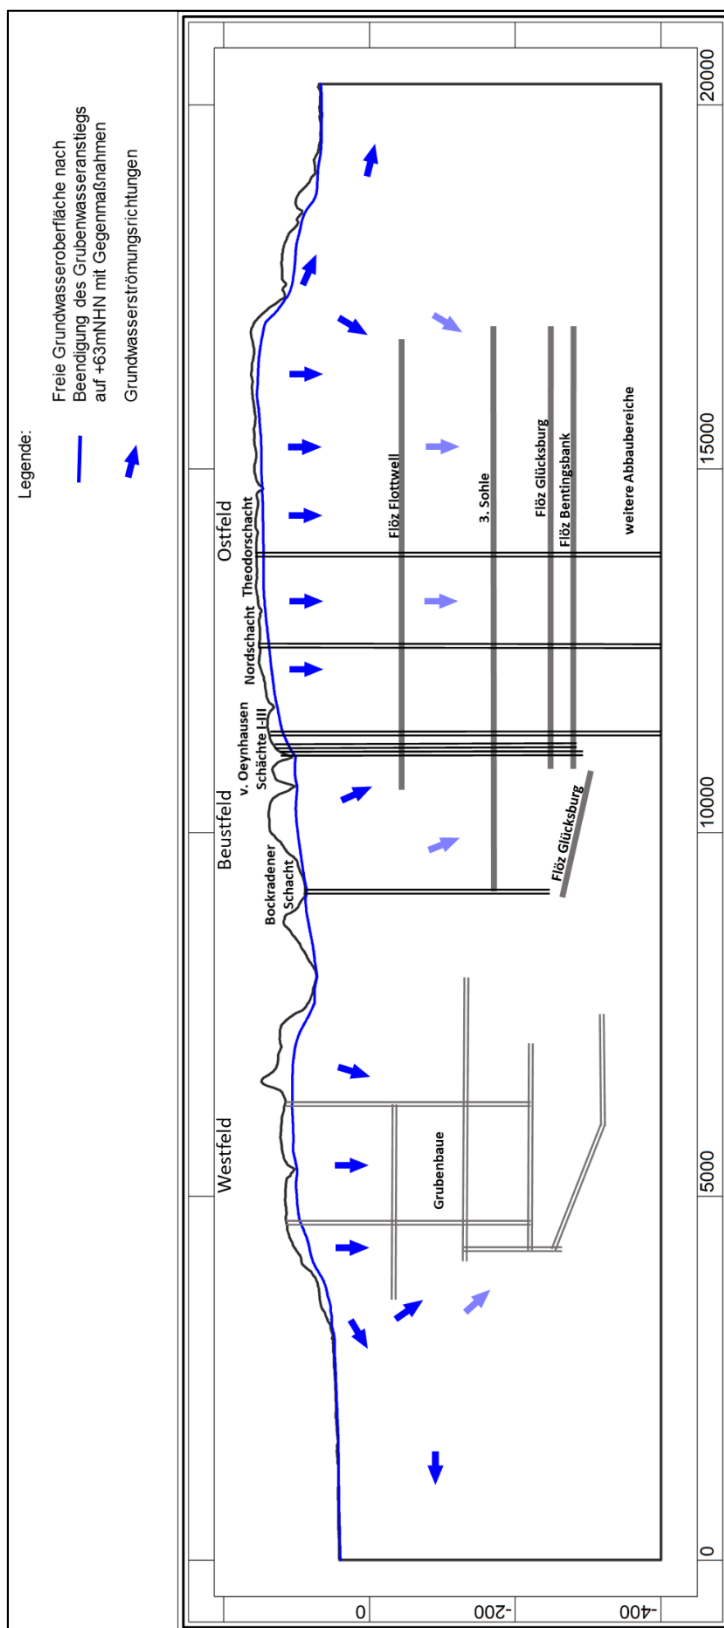 Legende:
Freie Grundwasseroberfläche nach
Beendigung des Grubenwasseranstiegs
auf +63mNHN mit Gegenmaßnahmen
Grundwasserströmungsrichtungen
Westfeld
Beustfeld
Ostfeld
Bockradener
Schacht
v. Oeynhausen
Schächte I-III
Nordschacht
Theodorschacht
Grubenbaue
Flöz Flottwell
3. Sohle
Flöz Glücksburg
Flöz Bentingsbank
Flöz Glücksburg
weitere Abbaubereiche
0
-200
-400
0
5000
10000
15000
20000